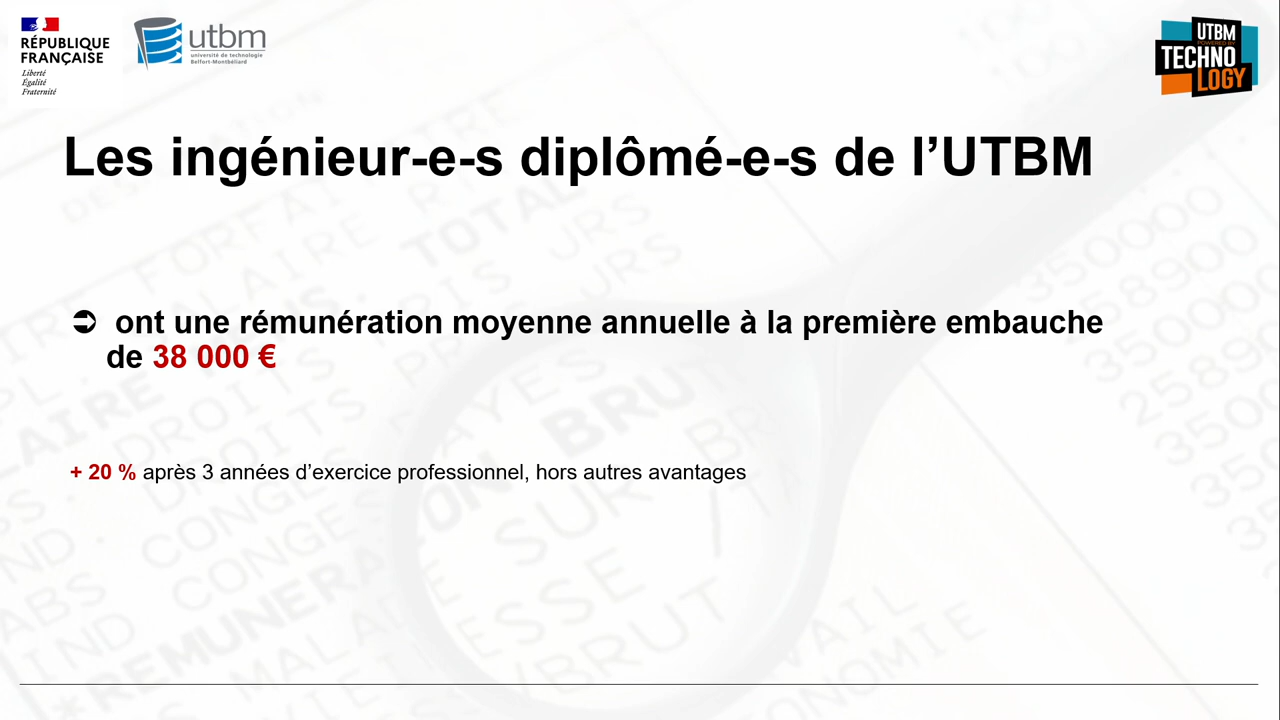 RÉPUBLIQUE
FRANÇAISE
Liberté
Égalité
Fraternité
utbm
université de technologie
Belfort-Montbéliard
UTBM
POWERED BY
TECHNO
LOGY
Les ingénieur-e-s diplômé-e-s de l’UTBM
➲ ont une rémunération moyenne annuelle à la première embauche
de 38 000 €
+ 20 % après 3 années d’exercice professionnel, hors autres avantages